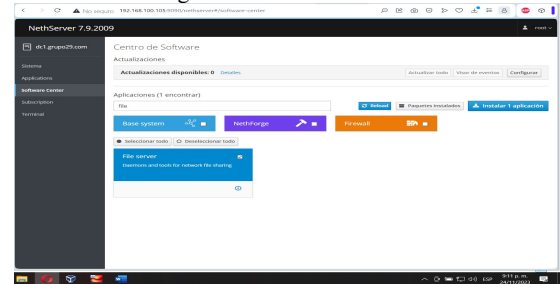 No seguro 192.168.100.105:9090/nethserver#/software-center
NethServer 7.9.2009
root
dc1.grupo29.com
Sistema
Applications
Software Center
Subscription
Terminal
Centro de Software
Actualizaciones
Actualizaciones disponibles: 0 Detalles
Actualizar todo Visor de eventos Configurar
Aplicaciones (1 encontrar)
file
Reload Paquetes instalados Instalar 1 aplicación
Base system NethForge Firewall
Seleccionar todo Deseleccionar todo
File server
Daemons and tools for network file sharing
ESP 9:11 p. m.
24/11/2023